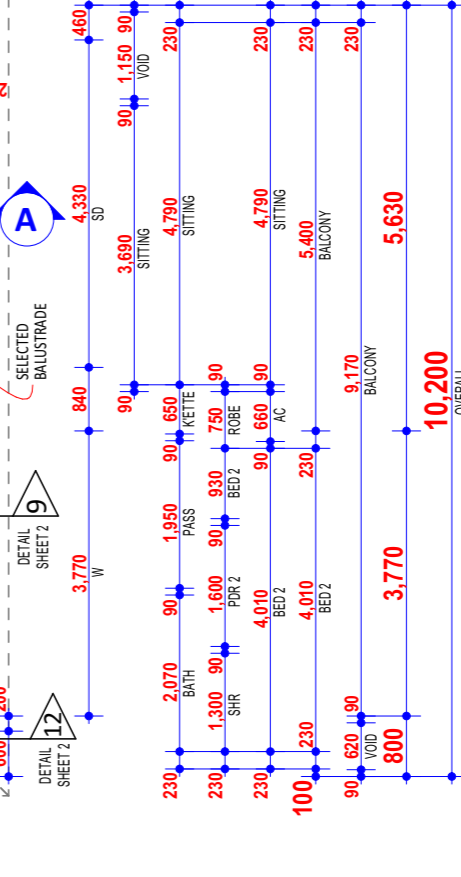 460
4,330
SD
840
3,770
W
90
1,150
VOID
90
3,690
SITTING
90
230
4,790
SITTING
650
K'ETTE
90
1,950
PASS
90
2,070
BATH
230
90
750
ROBE
930
BED 2
90
1,600
PDR 2
90
1,300
SHR
230
230
4,790
SITTING
90
660
AC
90
4,010
BED 2
230
230
5,400
BALCONY
230
4,010
BED 2
230
100
230
9,170
BALCONY
90
620
VOID
90
5,630
3,770
800
10,200
OVERALL
A
SELECTED
BALUSTRADE
9
DETAIL
SHEET 2
12
DETAIL
SHEET 2